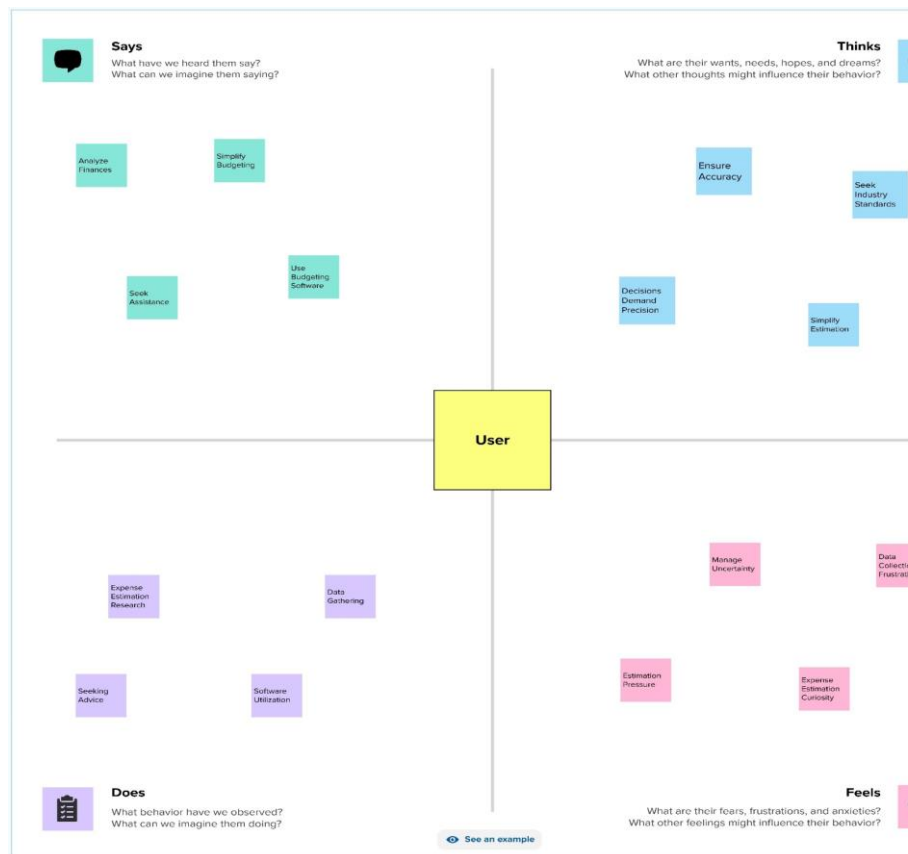 Says
What have we heard them say?
What can we imagine them saying?
Thinks
What are their wants, needs, hopes, and dreams?
What other thoughts might influence their behavior?
Analyze
Finances
Simplify
Budgeting
Seek
Assistance
Use
Budgeting
Software
Ensure
Accuracy
Seek
Industry
Standards
Decisions
Demand
Precision
Simplify
Estimation
User
Expense
Estimation
Research
Data
Gathering
Seeking
Advice
Software
Utilization
Manage
Uncertainty
Data
Collectio
Frustrati
Estimation
Pressure
Expense
Estimation
Curiosity
Does
What behavior have we observed?
What can we imagine them doing?
Feels
What are their fears, frustrations, and anxieties?
What other feelings might influence their behavior?
See an example